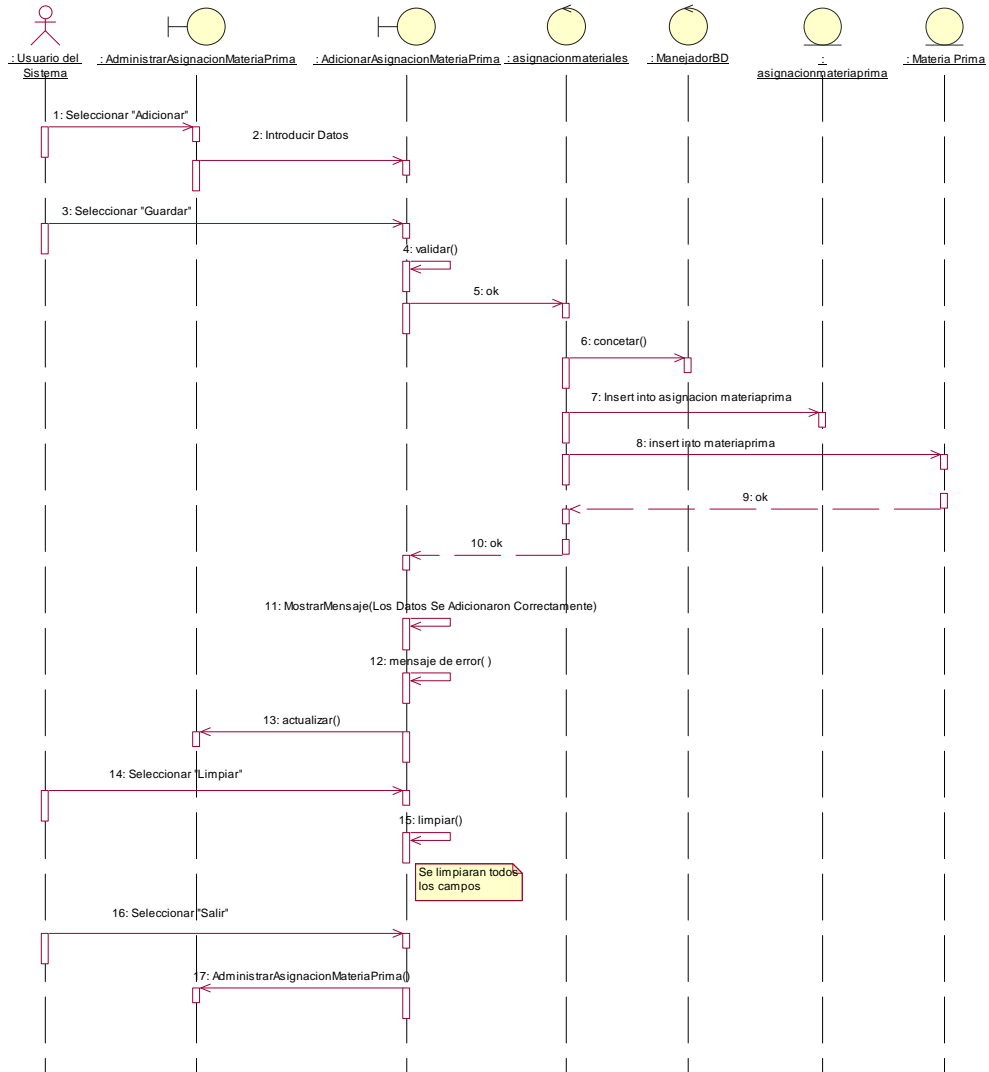 : Usuario del
Sistema
: AdministrarAsignacionMateriaPrima
: AdicionarAsignacionMateriaPrima
: asignacionmateriales
: ManejadorBD
:
asignacionmateriaprima
: Materia Prima
1: Seleccionar "Adicionar"
2: Introducir Datos
3: Seleccionar "Guardar"
4: validar()
5: ok
6: concetar()
7: Insert into asignacion materiaprima
8: insert into materiaprima
9: ok
10: ok
11: MostrarMensaje(Los Datos Se Adicionaron Correctamente)
12: mensaje de error( )
13: actualizar()
14: Seleccionar "Limpiar"
15: limpiar()
Se limpiaran todos
los campos
16: Seleccionar "Salir"
17: AdministrarAsignacionMateriaPrima()